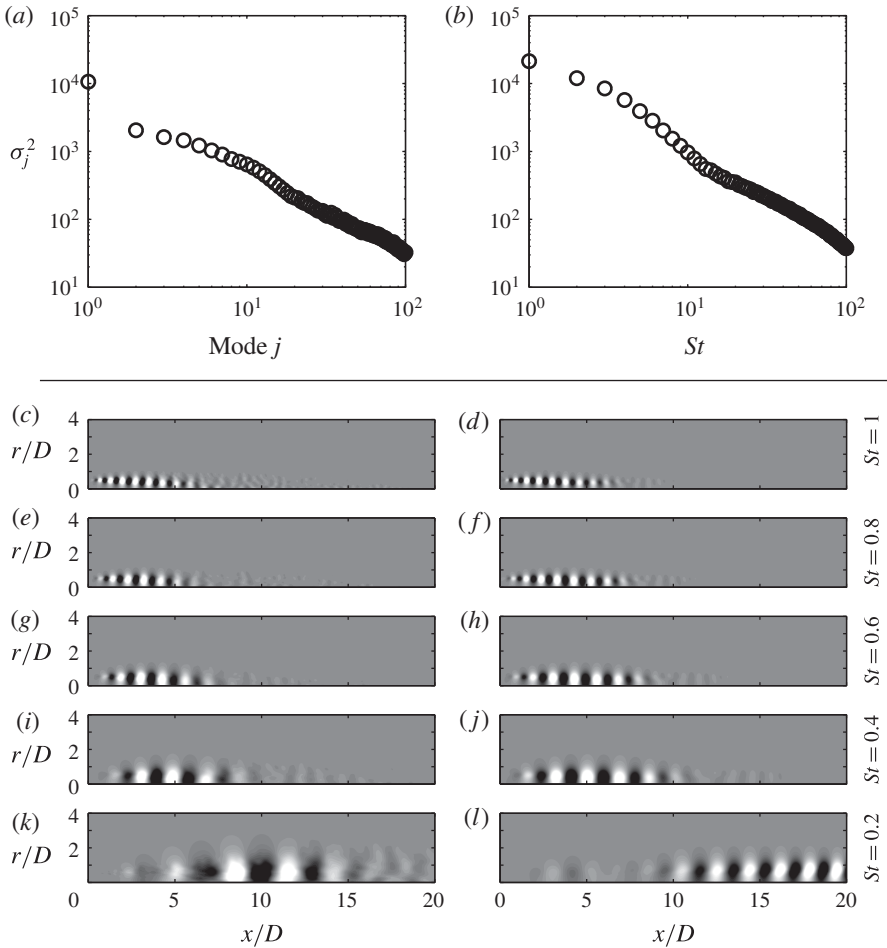 (a)
10^5
10^4
10^3
10^2
10^1
σ_j^2
10^0
10^1
10^2
Mode j
(b)
10^5
10^4
10^3
10^2
10^1
10^0
10^1
10^2
St
(c)
4
2
0
r/D
(d)
St = 1
(e)
4
2
0
r/D
(f)
St = 0.8
(g)
4
2
0
r/D
(h)
St = 0.6
(i)
4
2
0
r/D
(j)
St = 0.4
(k)
4
2
r/D
0
5
10
15
20
x/D
(l)
St = 0.2
0
5
10
15
20
x/D